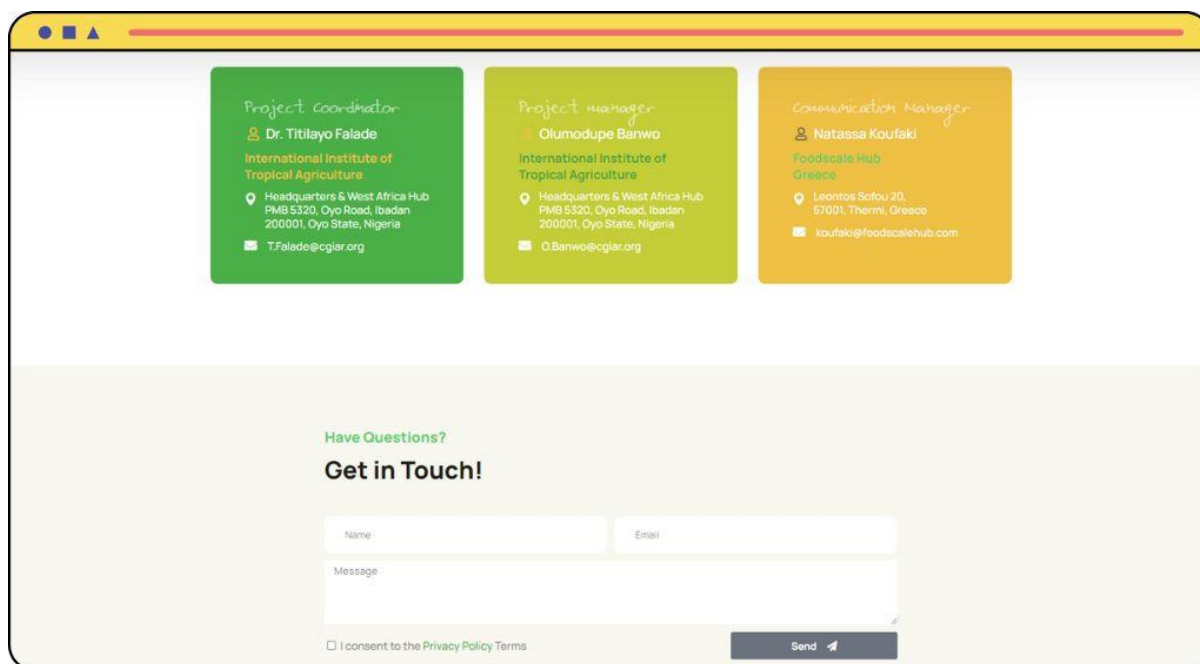 Project Coordinator
Dr. Titilayo Falade
International Institute of
Tropical Agriculture
Headquarters & West Africa Hub
PMB 5320, Oyo Road, Ibadan
200001, Oyo State, Nigeria
T.Falade@cgiar.org
Project manager
Olumodupe Banwo
International Institute of
Tropical Agriculture
Headquarters & West Africa Hub
PMB 5320, Oyo Road, Ibadan
200001, Oyo State, Nigeria
O.Banwo@cgiar.org
Communication Manager
Natassa Koufaki
Foodscale Hub
Greece
Leontos Sofou 20,
57001, Thermi, Greece
koufaki@foodscalehub.com
Have Questions?
Get in Touch!
Name
Email
Message
I consent to the Privacy Policy Terms
Send